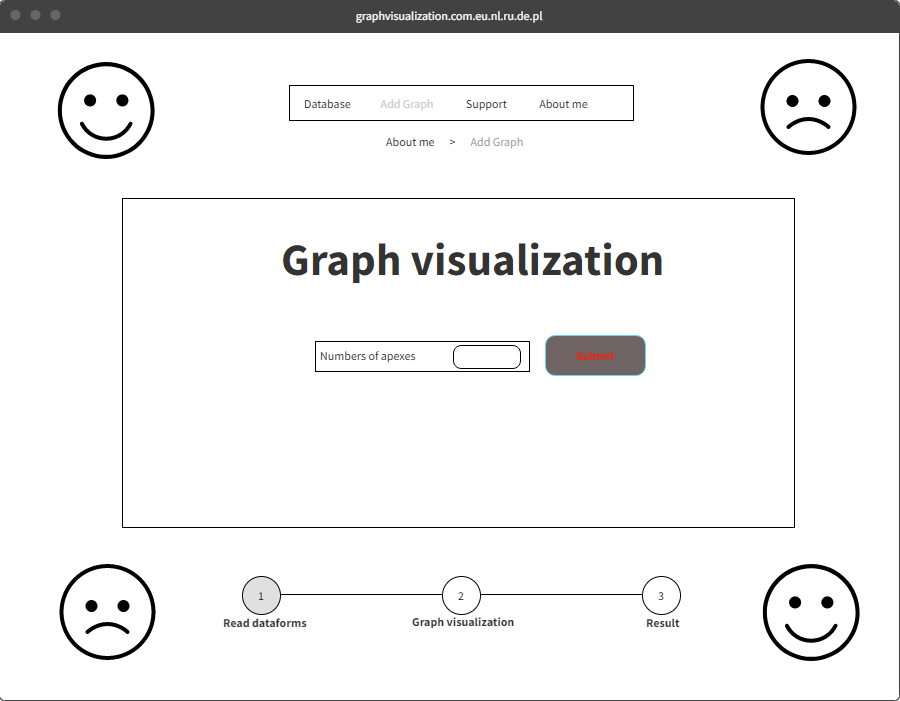 graphvisualization.com.eu.nl.ru.de.pl
Database Add Graph Support About me
About me > Add Graph
Graph visualization
Numbers of apexes Submit
1 2 3
Read dataforms Graph visualization Result